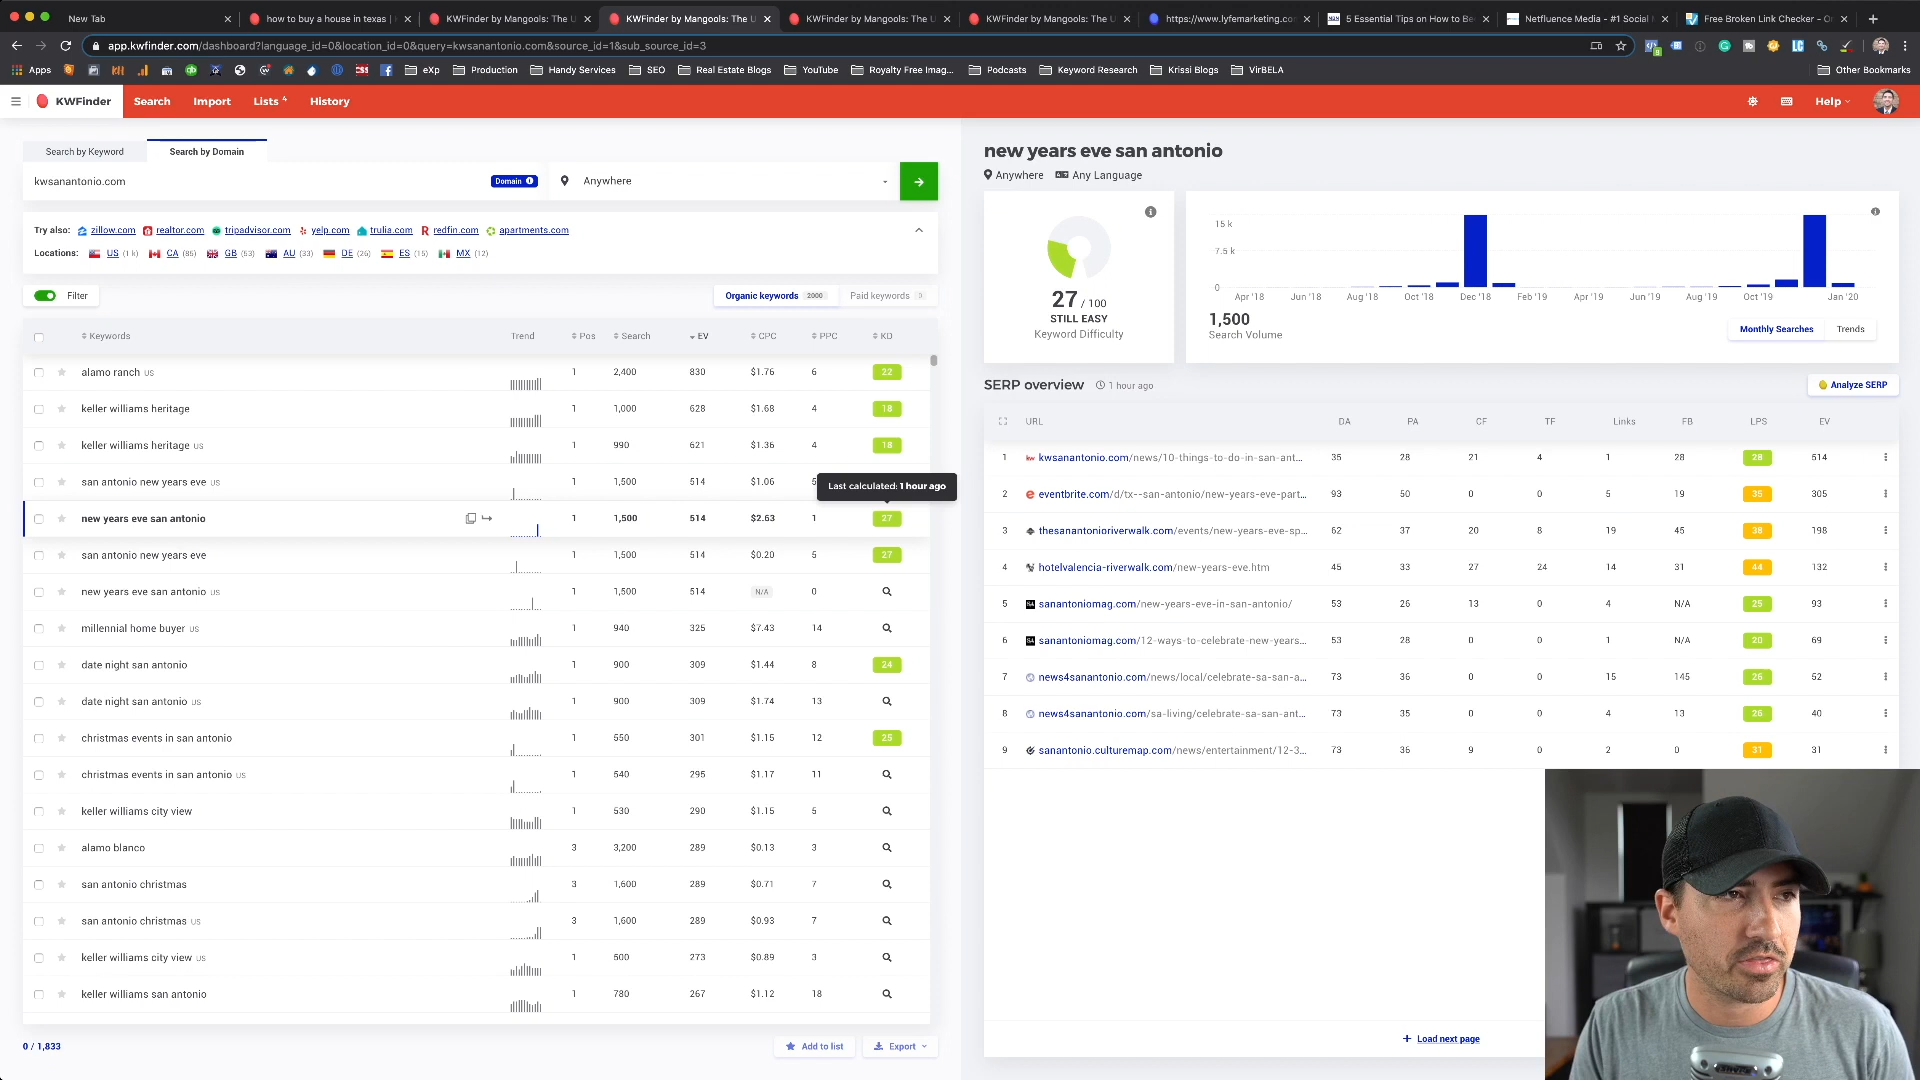 New Tab
how to buy a house in texas |
KWFinder by Mangools: The U
KWFinder by Mangools: The U
KWFinder by Mangools: The U
KWFinder by Mangools: The U
https://www.lyfemarketing.co
5 Essential Tips on How to Be
Netfluence Media - #1 Social
Free Broken Link Checker - On
app.kwfinder.com/dashboard?language_id=0&location_id=0&query=kwsanantonio.com&source_id=1&sub_source_id=3
Apps
eXp
Production
Handy Services
SEO
Real Estate Blogs
YouTube
Royalty Free Imag...
Podcasts
Keyword Research
Krissi Blogs
VirBELA
Other Bookmarks
KWFinder
Search
Import
Lists 4
History
Help
Search by Keyword
Search by Domain
kwsanantonio.com
Domain
Anywhere
Try also: zillow.com realtor.com tripadvisor.com yelp.com trulia.com redfin.com apartments.com
Locations: US (1 k) CA (85) GB (53) AU (33) DE (26) ES (15) MX (12)
Filter
Organic keywords 2000
Paid keywords 0
Keywords Trend Pos Search EV CPC PPC KD
alamo ranch US 1 2,400 830 $1.76 6 22
keller williams heritage 1 1,000 628 $1.68 4 18
keller williams heritage US 1 990 621 $1.36 4 18
san antonio new years eve US 1 1,500 514 $1.06 5
Last calculated: 1 hour ago
new years eve san antonio 1 1,500 514 $2.63 1 27
san antonio new years eve 1 1,500 514 $0.20 5 27
new years eve san antonio US 1 1,500 514 N/A 0
millennial home buyer US 1 940 325 $7.43 14
date night san antonio 1 900 309 $1.44 8 24
date night san antonio US 1 900 309 $1.74 13
christmas events in san antonio 1 550 301 $1.15 12 25
christmas events in san antonio US 1 540 295 $1.17 11
keller williams city view 1 530 290 $1.15 5
alamo blanco 3 3,200 289 $0.13 3
san antonio christmas 3 1,600 289 $0.71 7
san antonio christmas US 3 1,600 289 $0.93 7
keller williams city view US 1 500 273 $0.89 3
keller williams san antonio 1 780 267 $1.12 18
0 / 1,833
Add to list
Export
new years eve san antonio
Anywhere Any Language
27 / 100
STILL EASY
Keyword Difficulty
15 k
7.5 k
0
Apr '18 Jun '18 Aug '18 Oct '18 Dec '18 Feb '19 Apr '19 Jun '19 Aug '19 Oct '19 Jan '20
1,500
Search Volume
Monthly Searches
Trends
SERP overview 1 hour ago
Analyze SERP
URL DA PA CF TF Links FB LPS EV
1 kwsanantonio.com/news/10-things-to-do-in-san-ant... 35 28 21 4 1 28 28 514
2 eventbrite.com/d/tx--san-antonio/new-years-eve-part... 93 50 0 0 5 19 35 305
3 thesanantonioriverwalk.com/events/new-years-eve-sp... 62 37 20 8 19 45 38 198
4 hotelvalencia-riverwalk.com/new-years-eve.htm 45 33 27 24 14 31 44 132
5 sanantoniomag.com/new-years-eve-in-san-antonio/ 53 26 13 0 4 N/A 25 93
6 sanantoniomag.com/12-ways-to-celebrate-new-years... 53 28 0 0 1 N/A 20 69
7 news4sanantonio.com/news/local/celebrate-sa-san-a... 73 36 0 0 15 145 26 52
8 news4sanantonio.com/sa-living/celebrate-sa-san-ant... 73 35 0 0 4 13 26 40
9 sanantonio.culturemap.com/news/entertainment/12-3... 73 36 9 0 2 0 31 31
+ Load next page